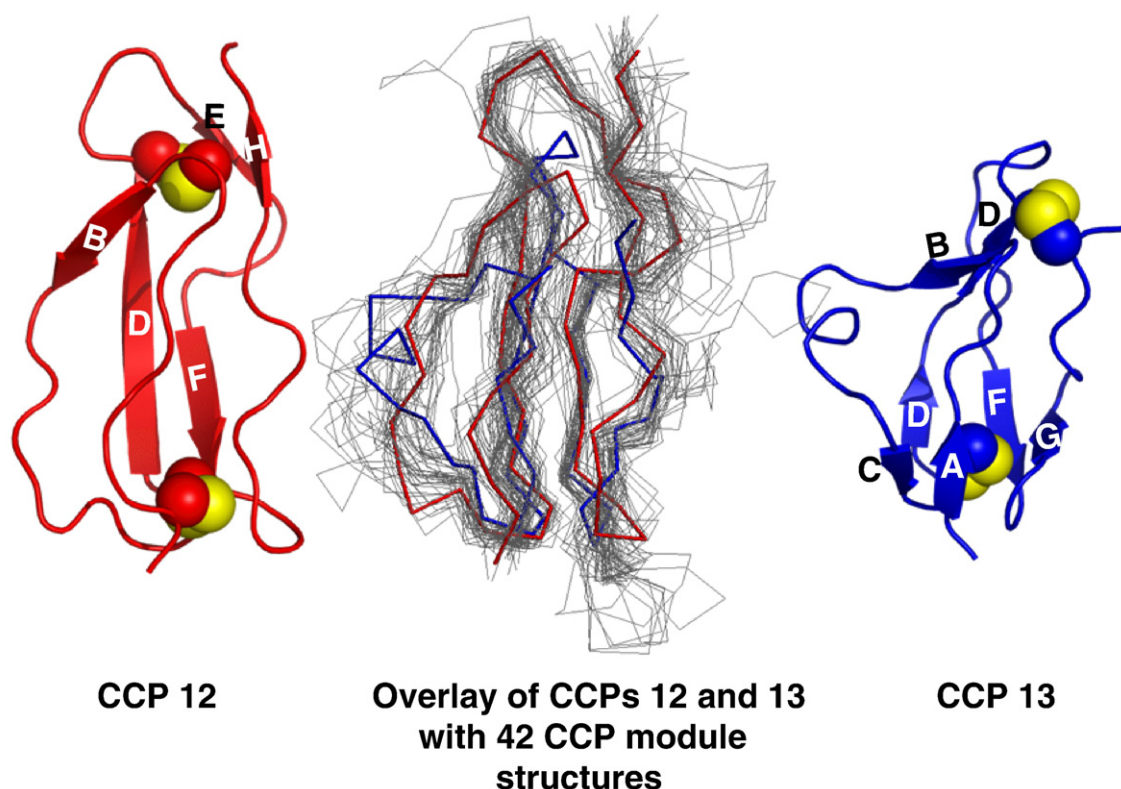 E
H
B
D
F
D
B
D
F
G
C
A
CCP 12
Overlay of CCPs 12 and 13
with 42 CCP module
structures
CCP 13